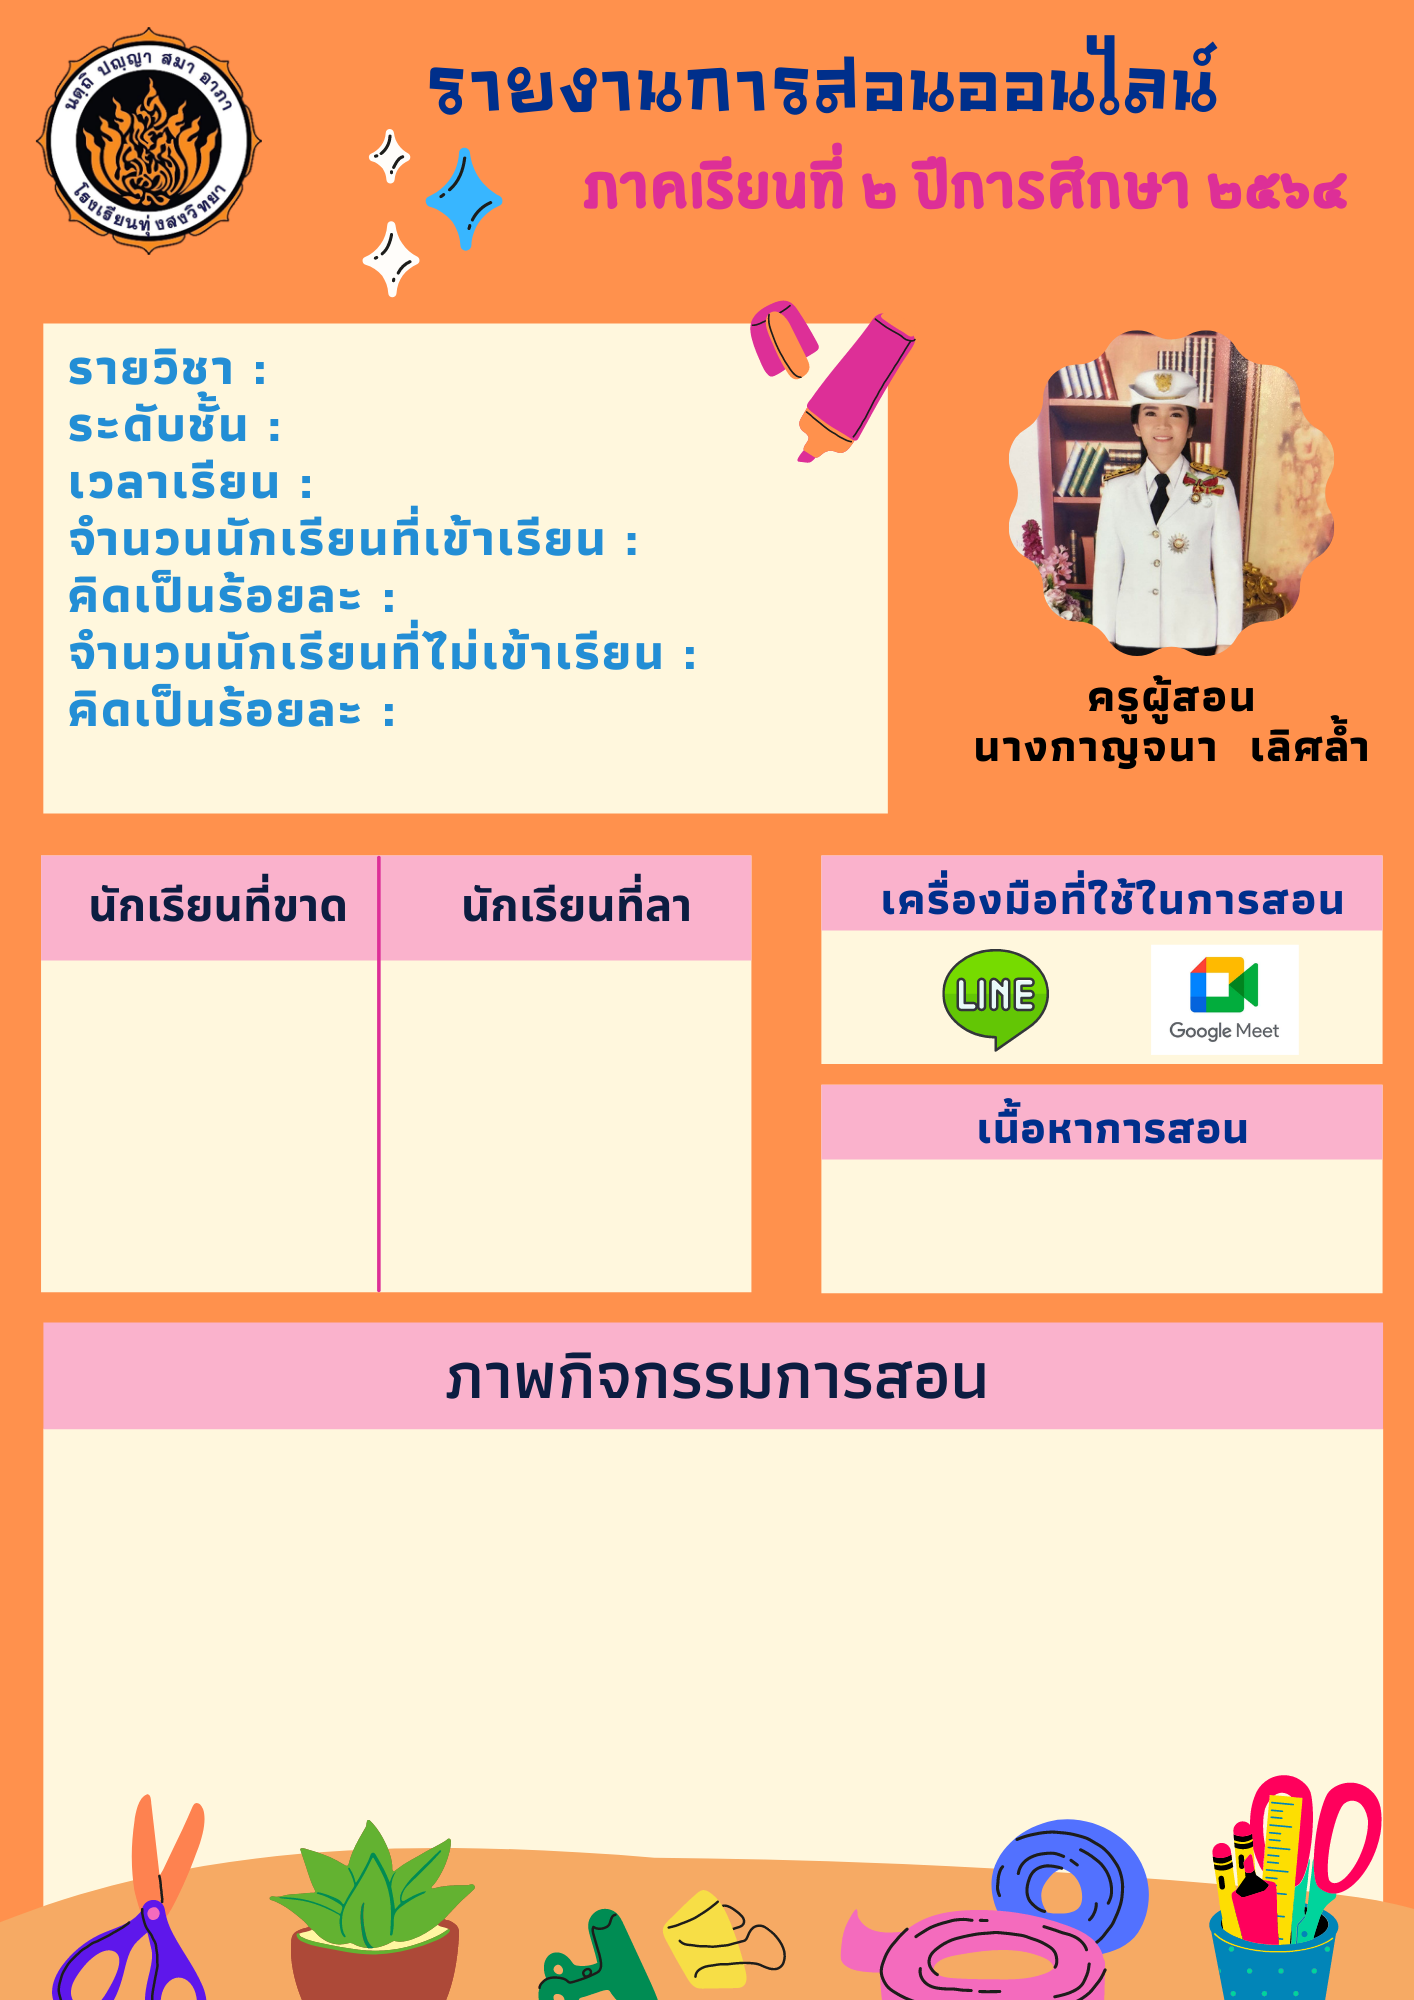 นตฺถิ ปญฺญา สมา อาภา
โรงเรียนทุ่งสงวิทยา
รายงานการสอนออนไลน์
ภาคเรียนที่ ๒ ปีการศึกษา ๒๕๖๔
รายวิชา :
ระดับชั้น :
เวลาเรียน :
จำนวนนักเรียนที่เข้าเรียน :
คิดเป็นร้อยละ :
จำนวนนักเรียนที่ไม่เข้าเรียน :
คิดเป็นร้อยละ :
ครูผู้สอน
นางกาญจนา เลิศล้ำ
นักเรียนที่ขาด
นักเรียนที่ลา
เครื่องมือที่ใช้ในการสอน
LINE
Google Meet
เนื้อหาการสอน
ภาพกิจกรรมการสอน